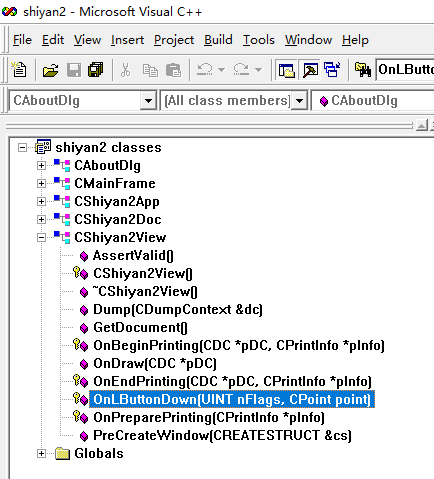 shiyan2 - Microsoft Visual C++
File Edit View Insert Project Build Tools Window Help
OnLButto
CAboutDlg [All class members] CAboutDlg
shiyan2 classes
CAboutDlg
CMainFrame
CShiyan2App
CShiyan2Doc
CShiyan2View
AssertValid()
CShiyan2View()
~CShiyan2View()
Dump(CDumpContext &dc)
GetDocument()
OnBeginPrinting(CDC *pDC, CPrintInfo *pInfo)
OnDraw(CDC *pDC)
OnEndPrinting(CDC *pDC, CPrintInfo *pInfo)
OnLButtonDown(UINT nFlags, CPoint point)
OnPreparePrinting(CPrintInfo *pInfo)
PreCreateWindow(CREATESTRUCT &cs)
Globals